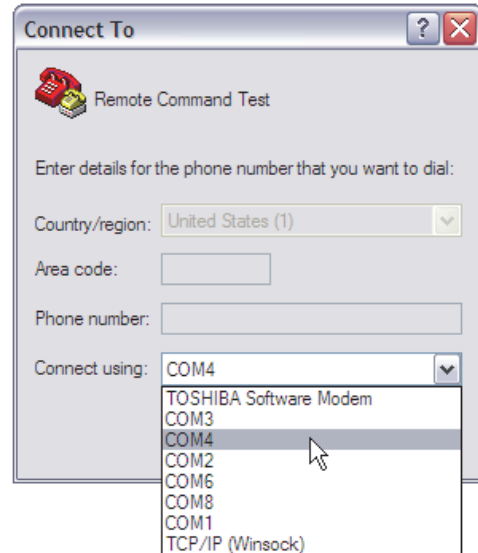 Connect To
Remote Command Test
Enter details for the phone number that you want to dial:
Country/region: United States (1)
Area code:
Phone number:
Connect using: COM4
TOSHIBA Software Modem
COM3
COM4
COM2
COM6
COM8
COM1
TCP/IP (Winsock)